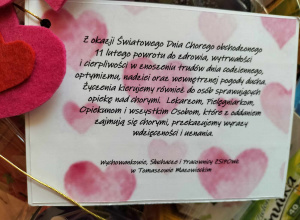 Z okazji Światowego Dnia Chorego obchodzonego
11 lutego powrotu do zdrowia, wytrwałości
i cierpliwości w znoszeniu trudów dnia codziennego,
optymizmu, nadziei oraz wewnętrznej pogody ducha.
Życzenia kierujemy również do osób sprawujących
opiekę nad chorymi. Lekarzom, Pielęgniarkom,
Opiekunom i wszystkim Osobom, które z oddaniem
zajmują się chorymi, przekazujemy wyrazy
wdzięczności i uznania.
Wychowankowie, Słuchacze i Pracownicy
w Tomaszowie Mazowieckim